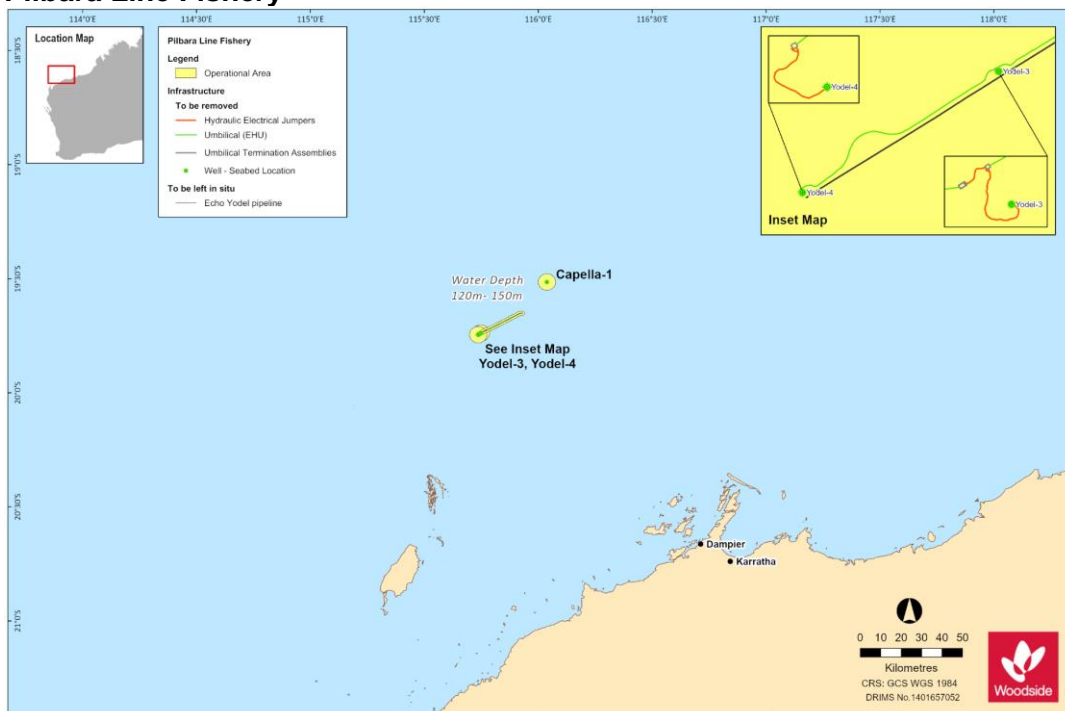 Pilbara Line Fishery
114°0'E
115°0'E
115°30'E
116°0'E
116°30'E
117°0'E
117°30'E
118°0'E
18°30'S
19°0'S
19°30'S
20°0'S
20°30'S
21°0'S
Location Map
Pilbara Line Fishery
Legend
Operational Area
Infrastructure
To be removed
Hydraulic Electrical Jumpers
Umbilical (EHU)
Umbilical Termination Assemblies
Well - Seabed Location
To be left in situ
Echo Yodel pipeline
Yodel-4
Yodel-3
Yodel-4
Yodel-3
Inset Map
Water Depth
120m- 150m
Capella-1
See Inset Map
Yodel-3, Yodel-4
Dampier
Karratha
0 10 20 30 40 50
Kilometres
CRS: GCS WGS 1984
DRIMS No.1401657052
Woodside